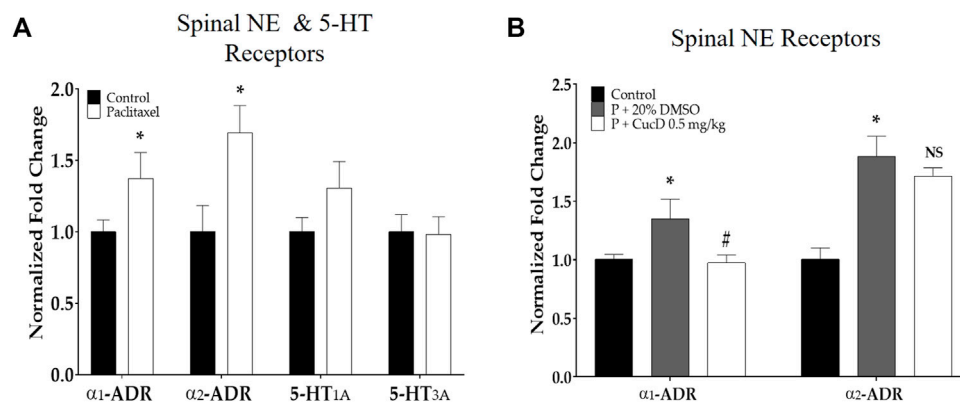 A
Spinal NE & 5-HT
Receptors
Control
Paclitaxel
Normalized Fold Change
2.0
1.5
1.0
0.5
0.0
*
*
α1-ADR
α2-ADR
5-HT1A
5-HT3A
B
Spinal NE Receptors
Control
P + 20% DMSO
P + CucD 0.5 mg/kg
Normalized Fold Change
2.5
2.0
1.5
1.0
0.5
0.0
*
#
*
NS
α1-ADR
α2-ADR